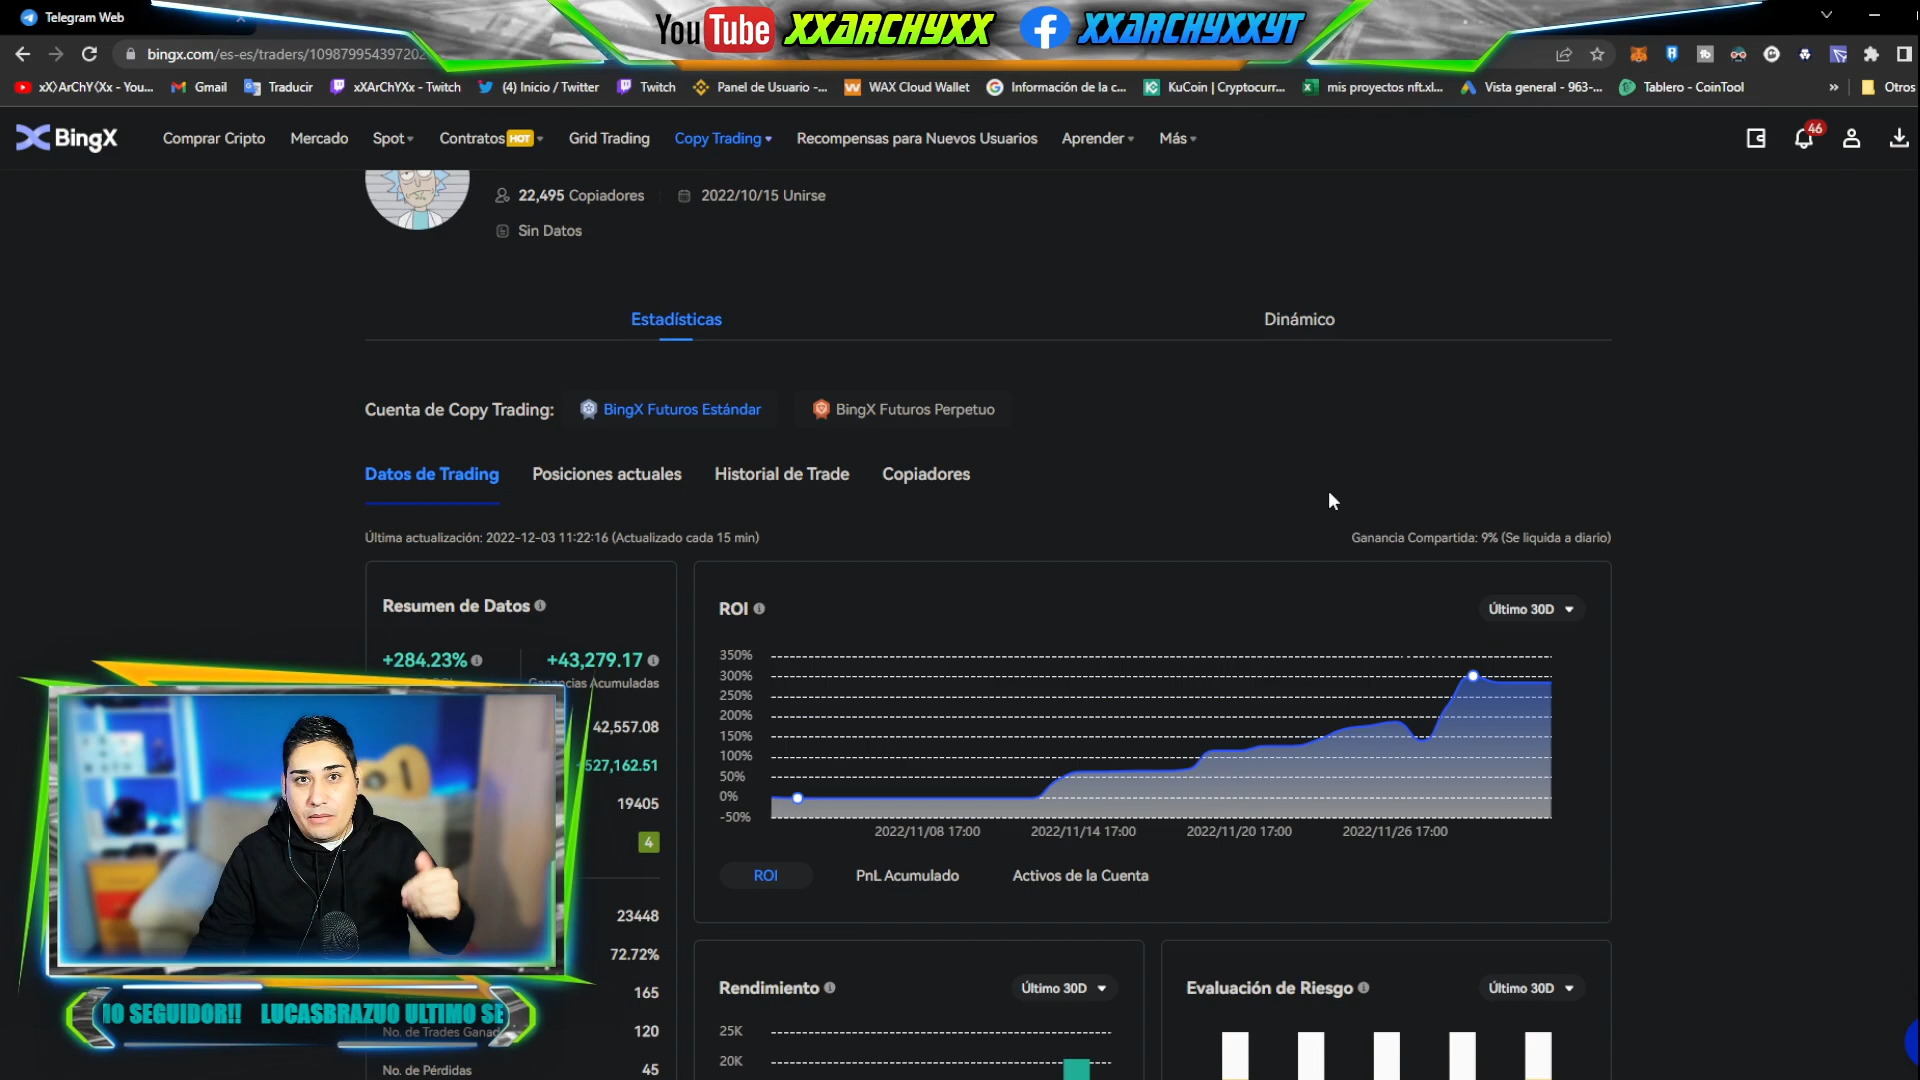 Telegram Web
YouTube XXARCHYXX XXARCHYXXYT
bingx.com/es-es/traders/109879954397202
xX)ArChY(Xx - You...
Gmail
Traducir
xXArChYXx - Twitch
(4) Inicio / Twitter
Twitch
Panel de Usuario -...
WAX Cloud Wallet
Información de la c...
KuCoin | Cryptocurr...
mis proyectos nft.xl...
Vista general - 963-...
Tablero - CoinTool
»
Otros
BingX
Comprar Cripto
Mercado
Spot
Contratos HOT
Grid Trading
Copy Trading
Recompensas para Nuevos Usuarios
Aprender
Más
46
22,495 Copiadores
2022/10/15 Unirse
Sin Datos
Estadísticas
Dinámico
Cuenta de Copy Trading:
BingX Futuros Estándar
BingX Futuros Perpetuo
Datos de Trading
Posiciones actuales
Historial de Trade
Copiadores
Última actualización: 2022-12-03 11:22:16 (Actualizado cada 15 min)
Ganancia Compartida: 9% (Se liquida a diario)
Resumen de Datos
+284.23%
+43,279.17
Acumuladas
42,557.08
527,162.51
19405
4
23448
72.72%
165
No. de Trades Ganad
120
No. de Pérdidas
45
ROI
Último 30D
350%
300%
250%
200%
150%
100%
50%
0%
-50%
2022/11/08 17:00
2022/11/14 17:00
2022/11/20 17:00
2022/11/26 17:00
ROI
PnL Acumulado
Activos de la Cuenta
Rendimiento
Último 30D
25K
20K
Evaluación de Riesgo
Último 30D
IO SEGUIDOR!! LUCASBRAZUO ULTIMO SE